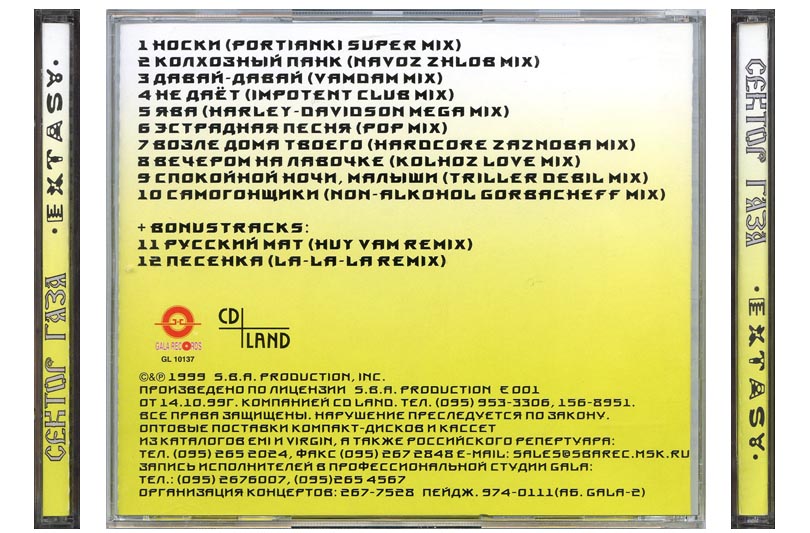 СЕКТОР ГАЗА · EXTASY ·
1 НОСКИ (PORTIANKI SUPER MIX)
2 КОЛХОЗНЫЙ ПАНК (NAVOZ ZHLOB MIX)
3 ДАВАЙ-ДАВАЙ (VAMDAM MIX)
4 НЕ ДАЁТ (IMPOTENT CLUB MIX)
5 ЯВА (HARLEY-DAVIDSON MEGA MIX)
6 ЭСТРАДНАЯ ПЕСНЯ (POP MIX)
7 ВОЗЛЕ ДОМА ТВОЕГО (HARDCORE ZAZNOBA MIX)
8 ВЕЧЕРОМ НА ЛАВОЧКЕ (KOLHOZ LOVE MIX)
9 СПОКОЙНОЙ НОЧИ, МАЛЫШИ (TRILLER DEBIL MIX)
10 САМОГОНЩИКИ (NON-ALKOHOL GORBACHEFF MIX)
+ BONUSTRACKS:
11 РУССКИЙ МАТ (HUY VAM REMIX)
12 ПЕСЕНКА (LA-LA-LA REMIX)
GALA RECORDS
GL 10137
CD LAND
©&℗ 1999 S.B.A. PRODUCTION, INC.
ПРОИЗВЕДЕНО ПО ЛИЦЕНЗИИ S.B.A. PRODUCTION E 001
ОТ 14.10.99Г. КОМПАНИЕЙ CD LAND. ТЕЛ. (095) 953-3306, 156-8951.
ВСЕ ПРАВА ЗАЩИЩЕНЫ. НАРУШЕНИЕ ПРЕСЛЕДУЕТСЯ ПО ЗАКОНУ.
ОПТОВЫЕ ПОСТАВКИ КОМПАКТ-ДИСКОВ И КАССЕТ
ИЗ КАТАЛОГОВ EMI И VIRGIN, А ТАКЖЕ РОССИЙСКОГО РЕПЕРТУАРА:
ТЕЛ. (095) 265 2024, ФАКС (095) 267 2848 E-MAIL: SALES@SBAREC.MSK.RU
ЗАПИСЬ ИСПОЛНИТЕЛЕЙ В ПРОФЕССИОНАЛЬНОЙ СТУДИИ GALA:
ТЕЛ.: (095) 2676007, (095)265 4567
ОРГАНИЗАЦИЯ КОНЦЕРТОВ: 267-7528 ПЕЙДЖ. 974-0111(АБ. GALA-2)
СЕКТОР ГАЗА · EXTASY ·